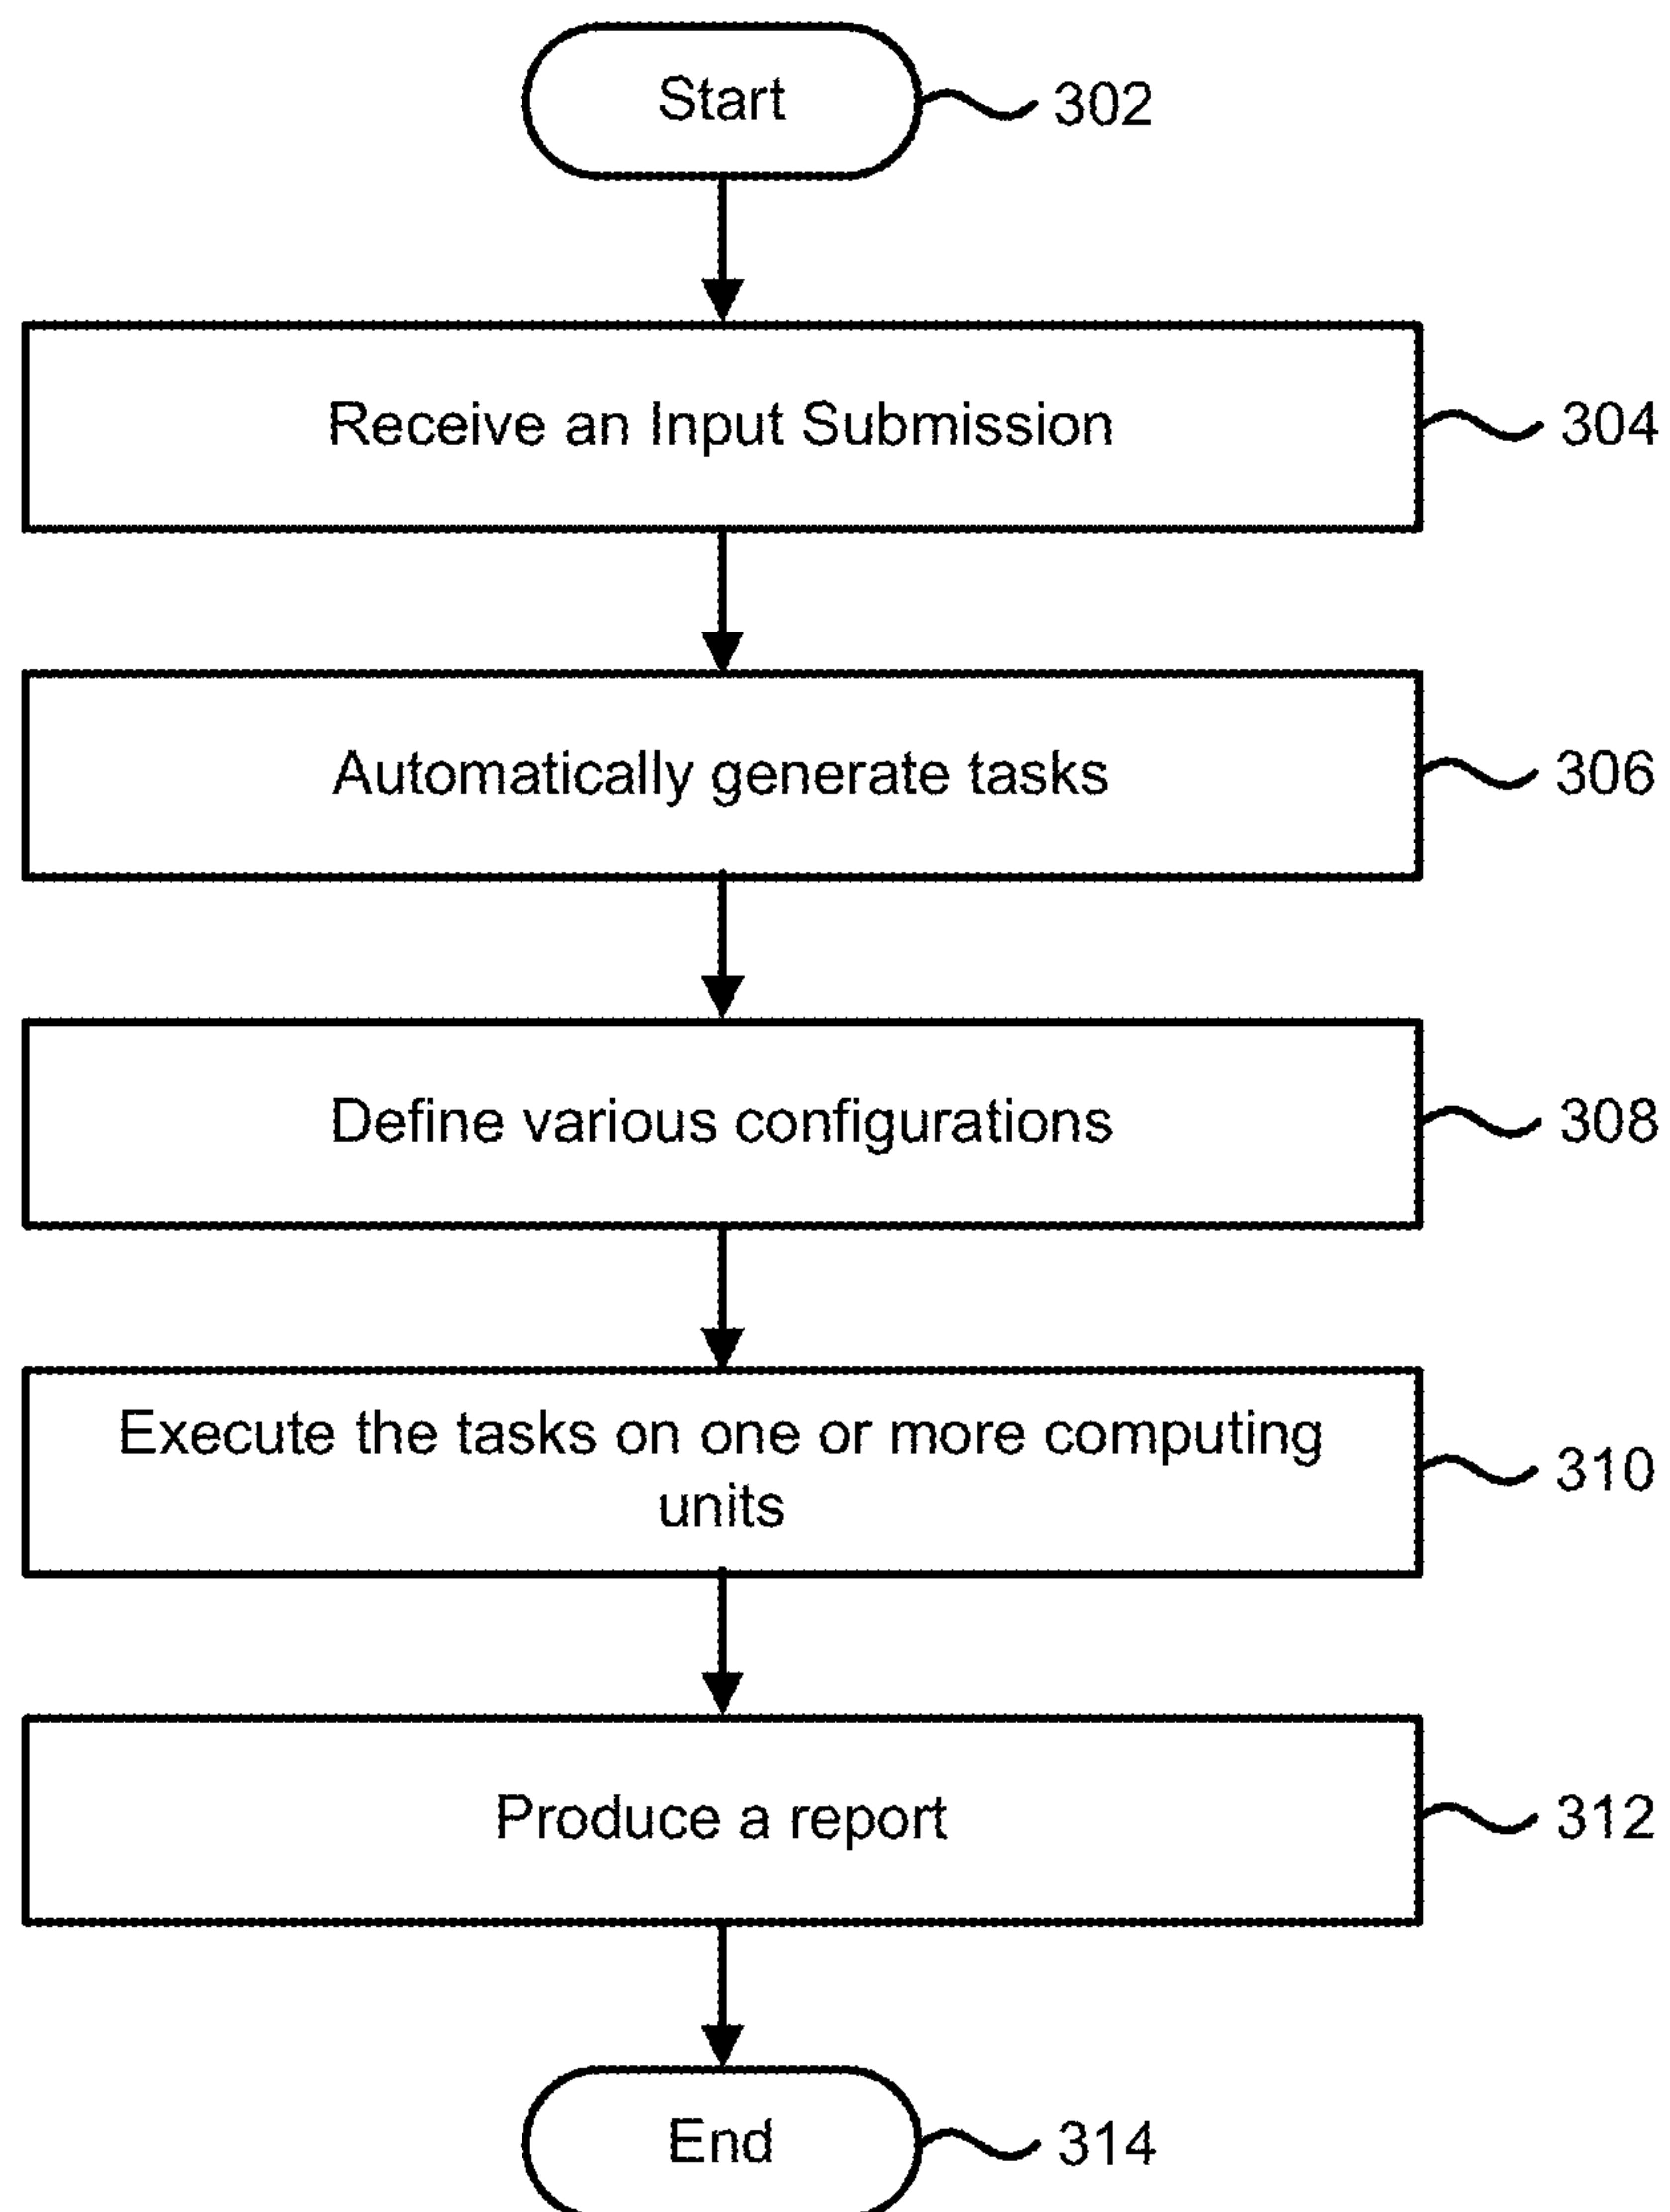 Start
302
Receive an Input Submission
304
Automatically generate tasks
306
Define various configurations
308
Execute the tasks on one or more computing
units
310
Produce a report
312
End
314